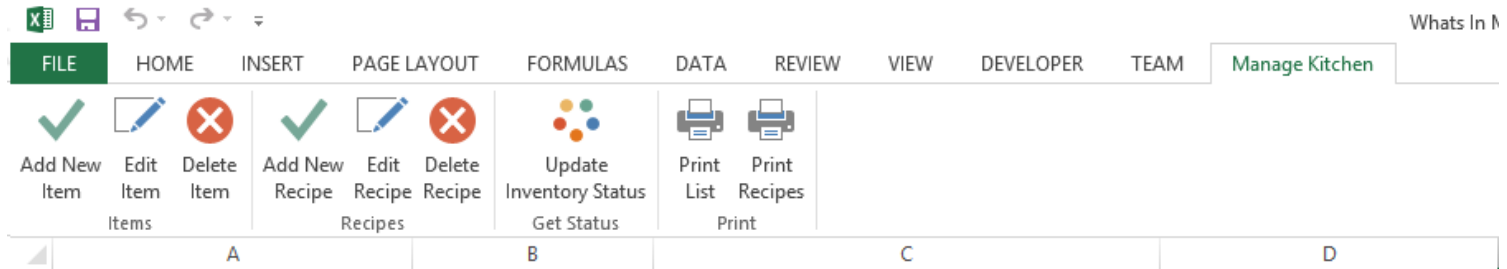 Whats In
FILE HOME INSERT PAGE LAYOUT FORMULAS DATA REVIEW VIEW DEVELOPER TEAM Manage Kitchen
Add New Edit Delete Add New Edit Delete Update Print Print
Item Item Item Recipe Recipe Recipe Inventory Status List Recipes
Items Recipes Get Status Print
A B C D